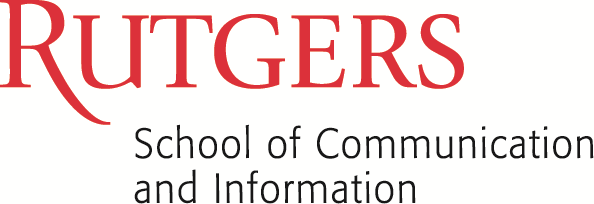 RUTGERS
School of Communication
and Information